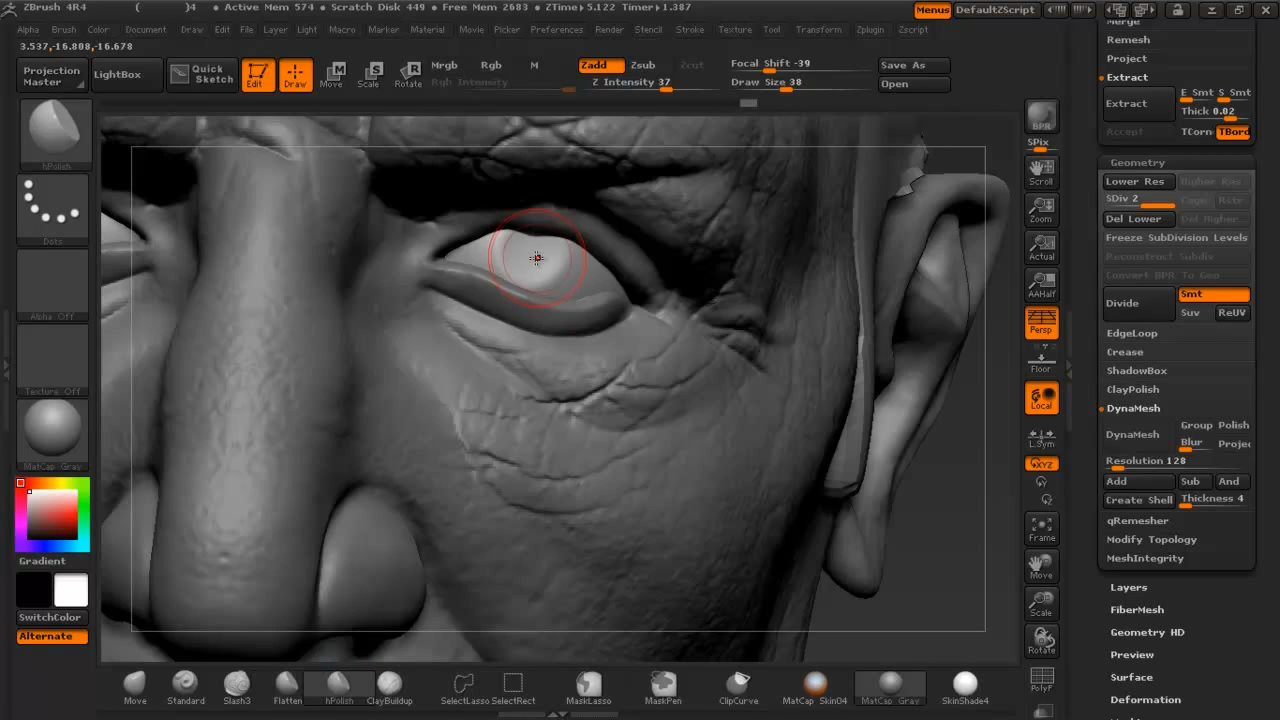 ZBrush 4R4 ( )4 • Active Mem 574 • Scratch Disk 449 • Free Mem 2683 • ZTime▸5.122 Timer▸1.387 Menus DefaultZScript
Alpha Brush Color Document Draw Edit File Layer Light Macro Marker Material Movie Picker Preferences Render Stencil Stroke Texture Tool Transform Zplugin Zscript
3.537,-16.808,-16.678
Projection Master
LightBox
Quick Sketch
Edit
Draw
Move
Scale
Rotate
Mrgb Rgb M
Rgb Intensity
Zadd Zsub Zcut
Z Intensity 37
Focal Shift -39
Draw Size 38
Save As
Open
hPolish
Dots
Alpha Off
Texture Off
MatCap Gray
Gradient
SwitchColor
Alternate
BPR
SPix
Scroll
Zoom
Actual
AAHalf
Persp
Floor
Local
L.Sym
XYZ
Frame
Move
Scale
Rotate
PolyF
Merge
Remesh
Project
Extract
Extract
E Smt S Smt
Thick 0.02
Accept TCorn TBord
Geometry
Lower Res Higher Res
SDiv 2 Cage Rstr
Del Lower Del Higher
Freeze SubDivision Levels
Reconstruct Subdiv
Convert BPR To Geo
Divide
Smt
Suv ReUV
EdgeLoop
Crease
ShadowBox
ClayPolish
DynaMesh
DynaMesh
Group Polish
Blur Projec
Resolution 128
Add Sub And
Create Shell Thickness 4
qRemesher
Modify Topology
MeshIntegrity
Layers
FiberMesh
Geometry HD
Preview
Surface
Deformation
Move Standard Slash3 Flatten hPolish ClayBuildup SelectLasso SelectRect MaskLasso MaskPen ClipCurve MatCap Skin04 MatCap Gray SkinShade4